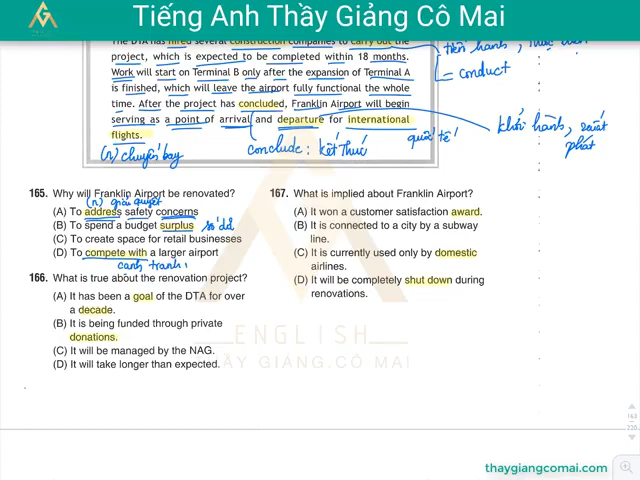 Tiếng Anh Thầy Giảng Cô Mai
ENGLISH
The DTA has hired several construction companies to carry out the
project, which is expected to be completed within 18 months.
Work will start on Terminal B only after the expansion of Terminal A
is finished, which will leave the airport fully functional the whole
time. After the project has concluded, Franklin Airport will begin
serving as a point of arrival and departure for international
flights.
tiến hành,
= conduct
khởi hành, xuất
phát
quốc tế
(n) chuyến bay
conclude: kết thúc
165. Why will Franklin Airport be renovated?
(n) giải quyết
(A) To address safety concerns
(B) To spend a budget surplus số dư
(C) To create space for retail businesses
(D) To compete with a larger airport
cạnh tranh
166. What is true about the renovation project?
(A) It has been a goal of the DTA for over
a decade.
(B) It is being funded through private
donations.
(C) It will be managed by the NAG.
(D) It will take longer than expected.
167. What is implied about Franklin Airport?
(A) It won a customer satisfaction award.
(B) It is connected to a city by a subway
line.
(C) It is currently used only by domestic
airlines.
(D) It will be completely shut down during
renovations.
ENGLISH
THẦY GIẢNG CÔ MAI
163
220
thaygiangcomai.com